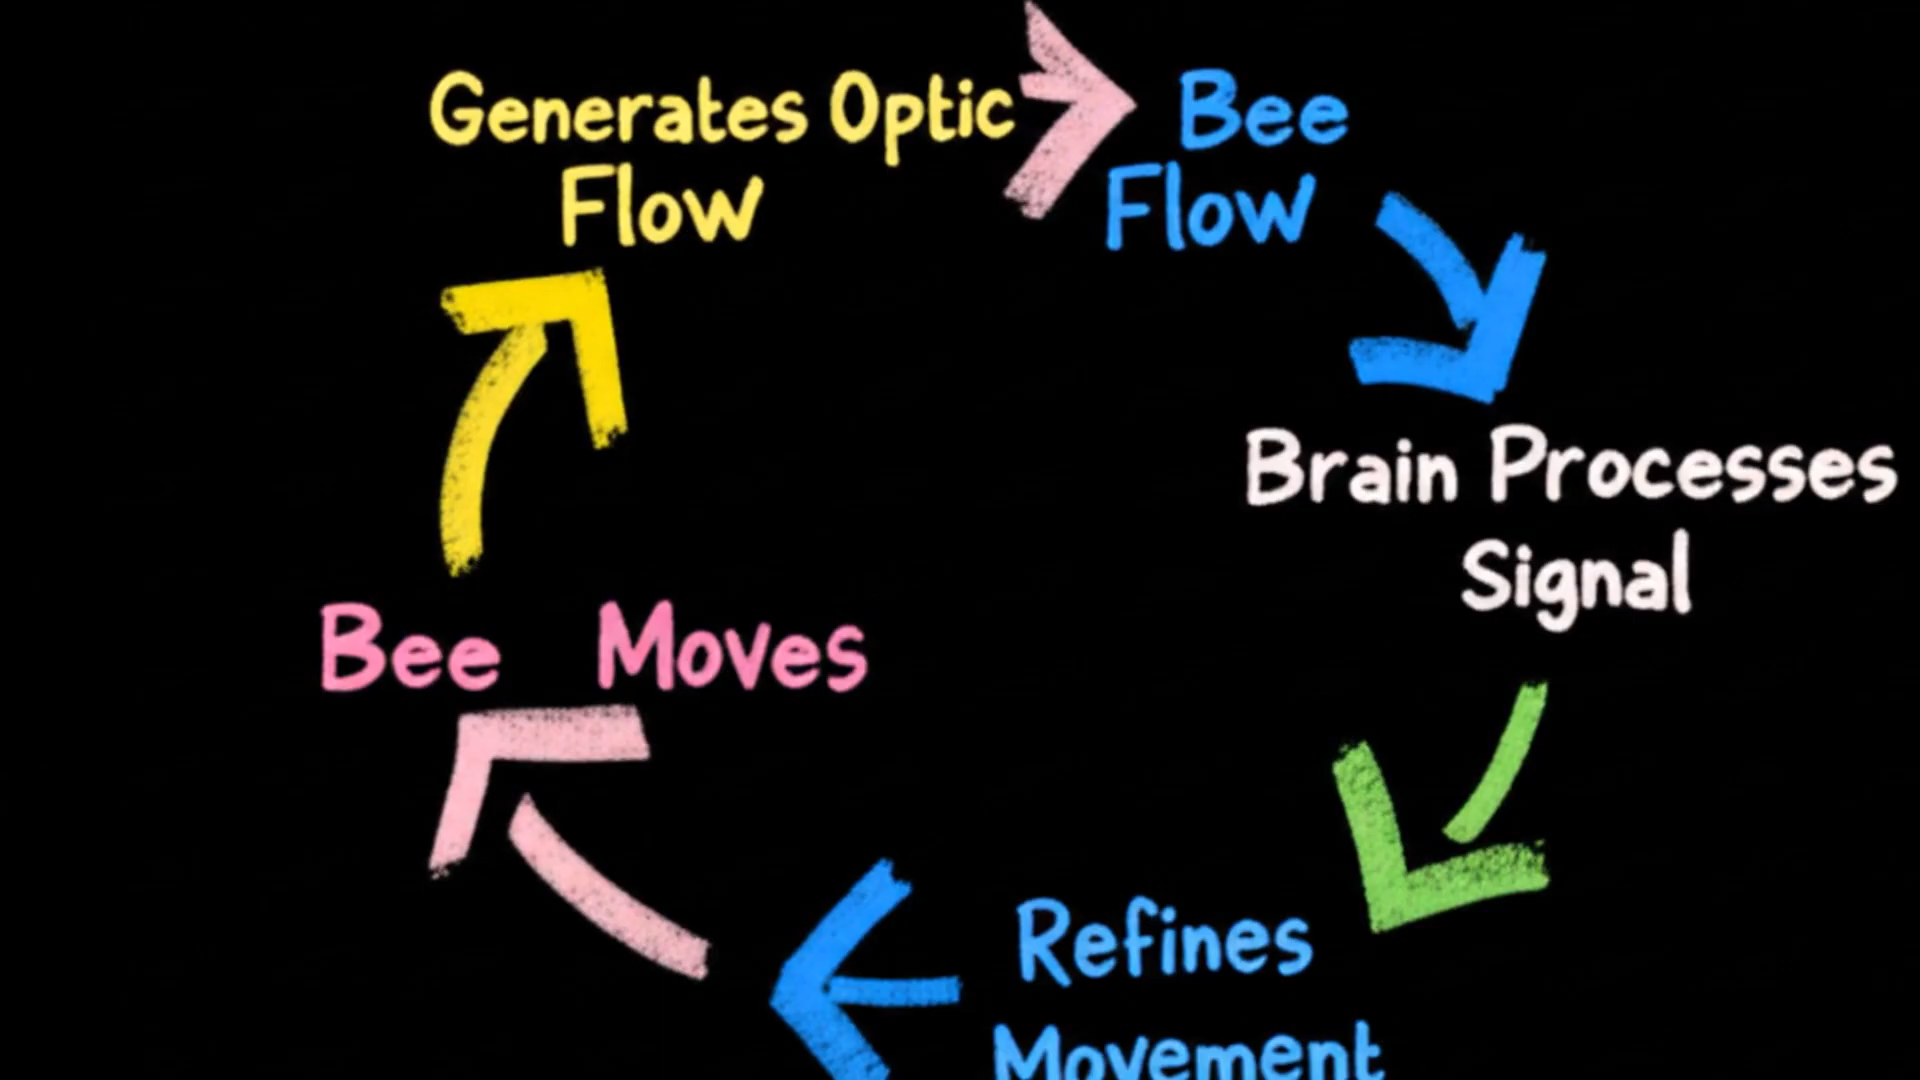 Generates Optic
Flow
Bee
Flow
Brain Processes
Signal
Bee Moves
Refines
Movement